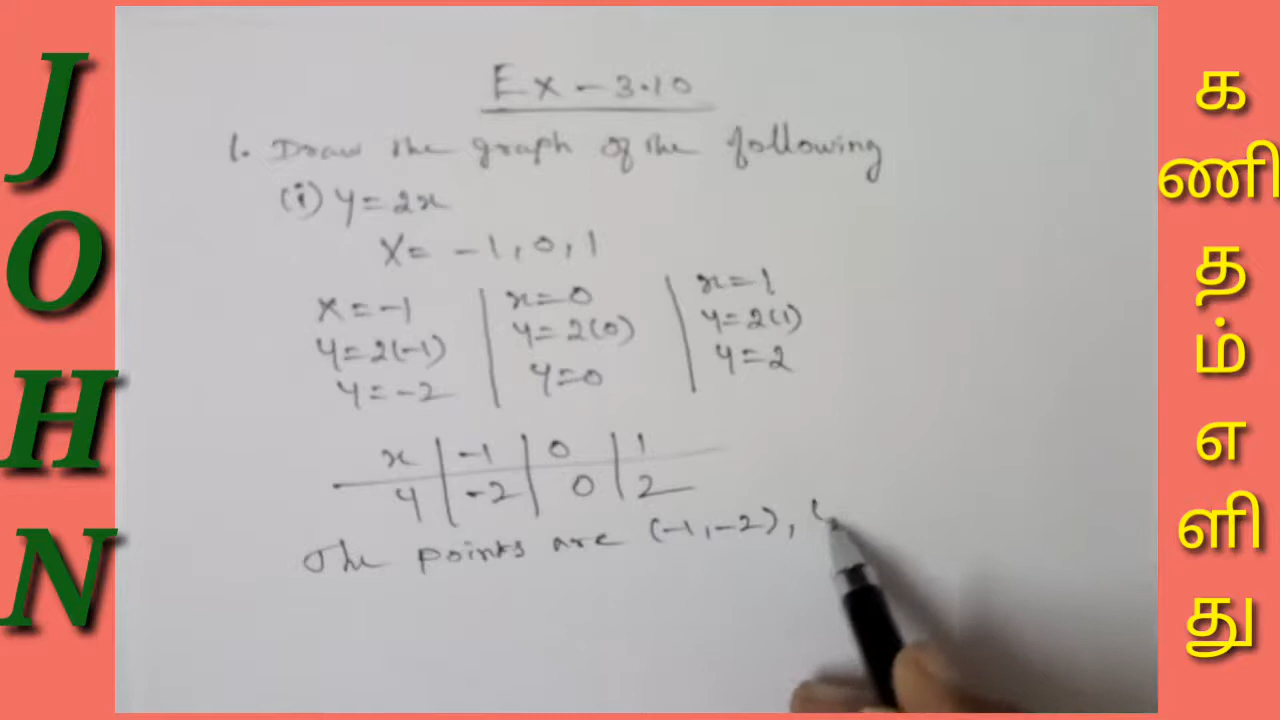 JOHN
Ex - 3.10
1. Draw the graph of the following
(i) y = 2x
X = -1, 0, 1
X = -1 | x = 0 | x = 1
y = 2(-1) | y = 2(0) | y = 2(1)
y = -2 | y = 0 | y = 2
x | -1 | 0 | 1
y | -2 | 0 | 2
The points are (-1, -2), (
கணிதம் எளிது